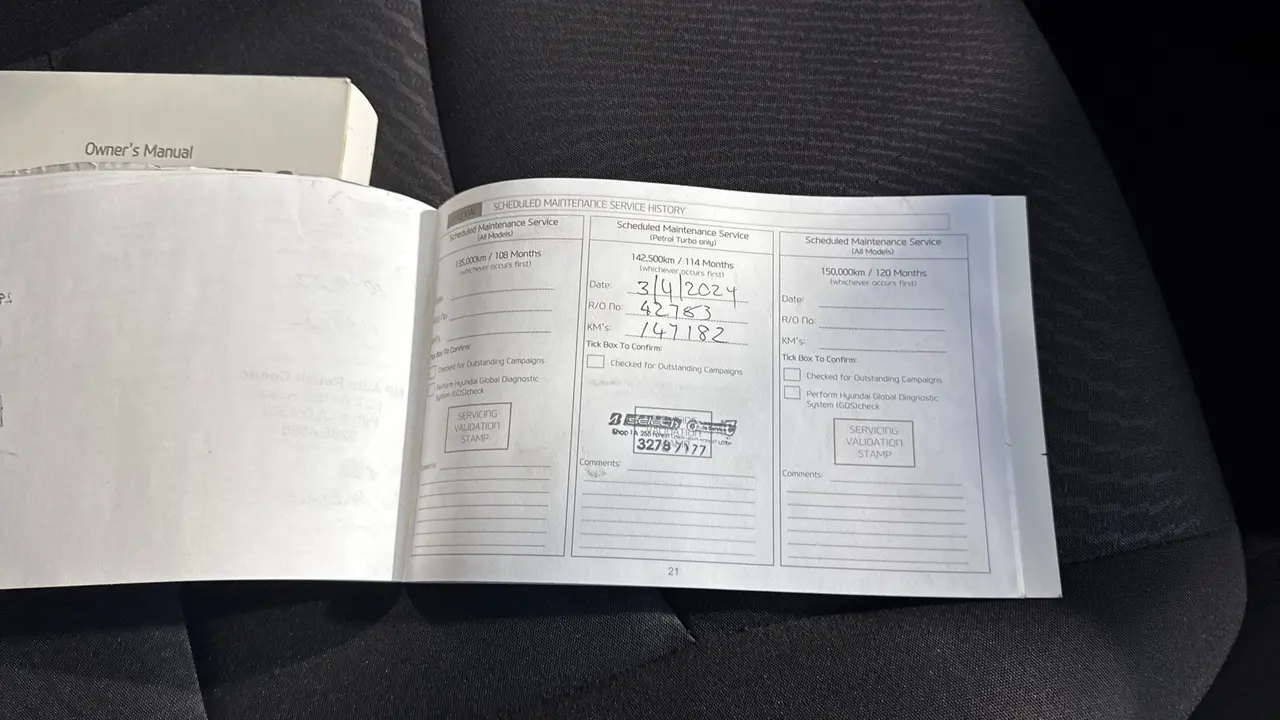 Owner's Manual
SCHEDULED MAINTENANCE SERVICE HISTORY
Scheduled Maintenance Service
(All Models)
135,000km / 108 Months
(whichever occurs first)
Tick Box To Confirm:
Checked for Outstanding Campaigns
Perform Hyundai Global Diagnostic
System (GDS)check
SERVICING
VALIDATION
STAMP
Scheduled Maintenance Service
(Petrol Turbo only)
142,500km / 114 Months
(whichever occurs first)
Date: 3/4/2024
R/O No: 42783
KM's: 147182
Tick Box To Confirm:
Checked for Outstanding Campaigns
3278 7177
Comments:
Scheduled Maintenance Service
(All Models)
150,000km / 120 Months
(whichever occurs first)
Date:
R/O No:
KM's:
Tick Box To Confirm:
Checked for Outstanding Campaigns
Perform Hyundai Global Diagnostic
System (GDS)check
SERVICING
VALIDATION
STAMP
Comments:
21